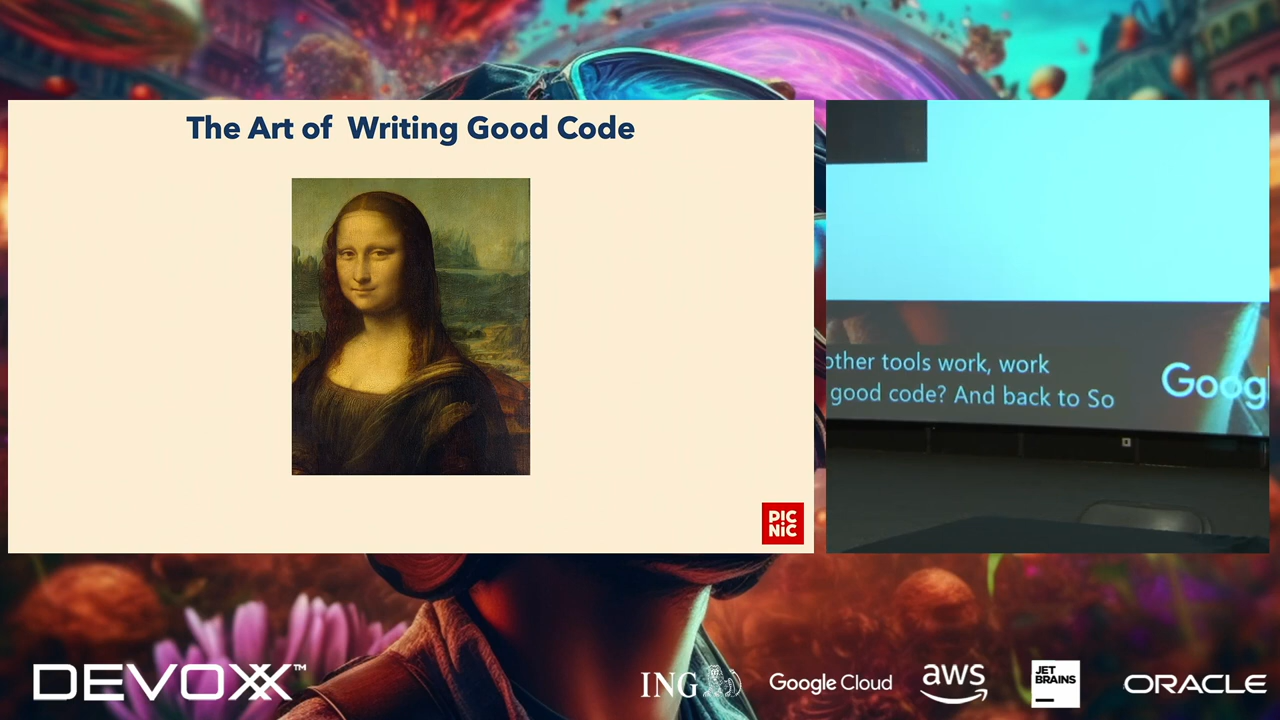 The Art of Writing Good Code
PIC
NIC
other tools work, work
good code? And back to So
Goog
DEVOXX™
ING
Google Cloud
aws
JET
BRAINS
ORACLE